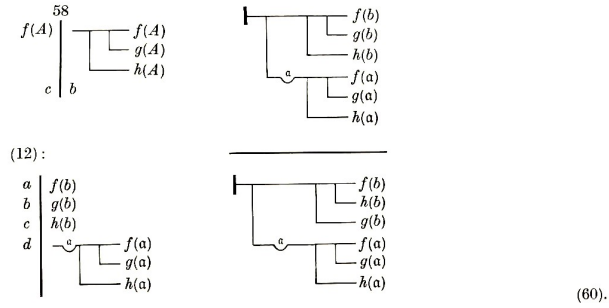 58
f(A) f(A)
g(A)
h(A)
c b
f(b)
g(b)
h(b)
𝔞 f(𝔞)
g(𝔞)
h(𝔞)
(12):
a f(b)
b g(b)
c h(b)
d 𝔞 f(𝔞)
g(𝔞)
h(𝔞)
f(b)
h(b)
g(b)
𝔞 f(𝔞)
g(𝔞)
h(𝔞)
(60).